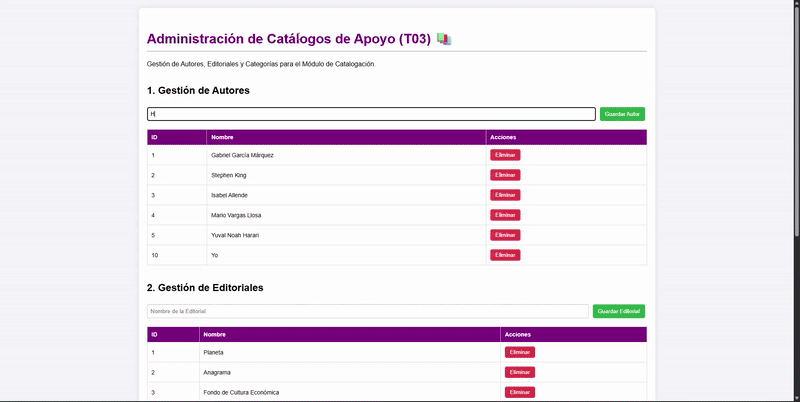 Administración de Catálogos de Apoyo (T03)
Gestión de Autores, Editoriales y Categorías para el Módulo de Catalogación.
1. Gestión de Autores
H Guardar Autor
ID Nombre Acciones
1 Gabriel García Márquez Eliminar
2 Stephen King Eliminar
3 Isabel Allende Eliminar
4 Mario Vargas Llosa Eliminar
5 Yuval Noah Harari Eliminar
10 Yo Eliminar
2. Gestión de Editoriales
Nombre de la Editorial Guardar Editorial
ID Nombre Acciones
1 Planeta Eliminar
2 Anagrama Eliminar
3 Fondo de Cultura Económica Eliminar